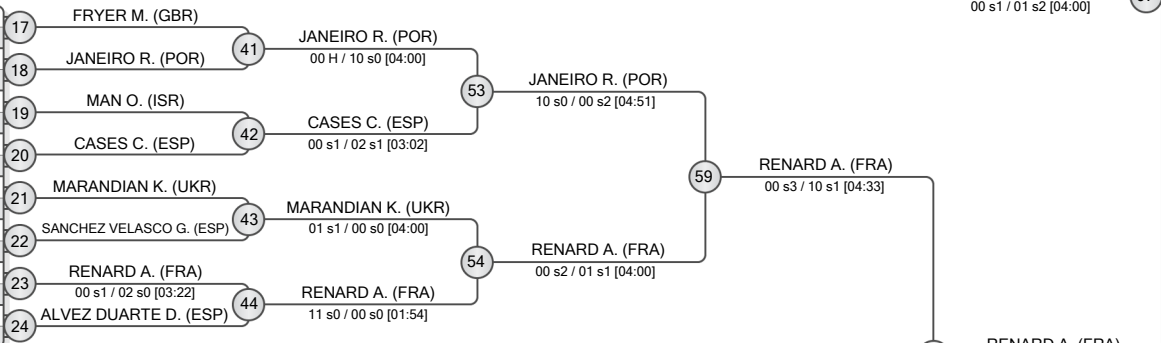 00 s1 / 01 s2 [04:00]
17
FRYER M. (GBR)
41
JANEIRO R. (POR)
00 H / 10 s0 [04:00]
18
JANEIRO R. (POR)
53
JANEIRO R. (POR)
10 s0 / 00 s2 [04:51]
19
MAN O. (ISR)
42
CASES C. (ESP)
00 s1 / 02 s1 [03:02]
20
CASES C. (ESP)
59
RENARD A. (FRA)
00 s3 / 10 s1 [04:33]
21
MARANDIAN K. (UKR)
43
MARANDIAN K. (UKR)
01 s1 / 00 s0 [04:00]
22
SANCHEZ VELASCO G. (ESP)
54
RENARD A. (FRA)
00 s2 / 01 s1 [04:00]
23
RENARD A. (FRA)
00 s1 / 02 s0 [03:22]
44
RENARD A. (FRA)
11 s0 / 00 s0 [01:54]
24
ALVEZ DUARTE D. (ESP)
RENARD A. (FRA)